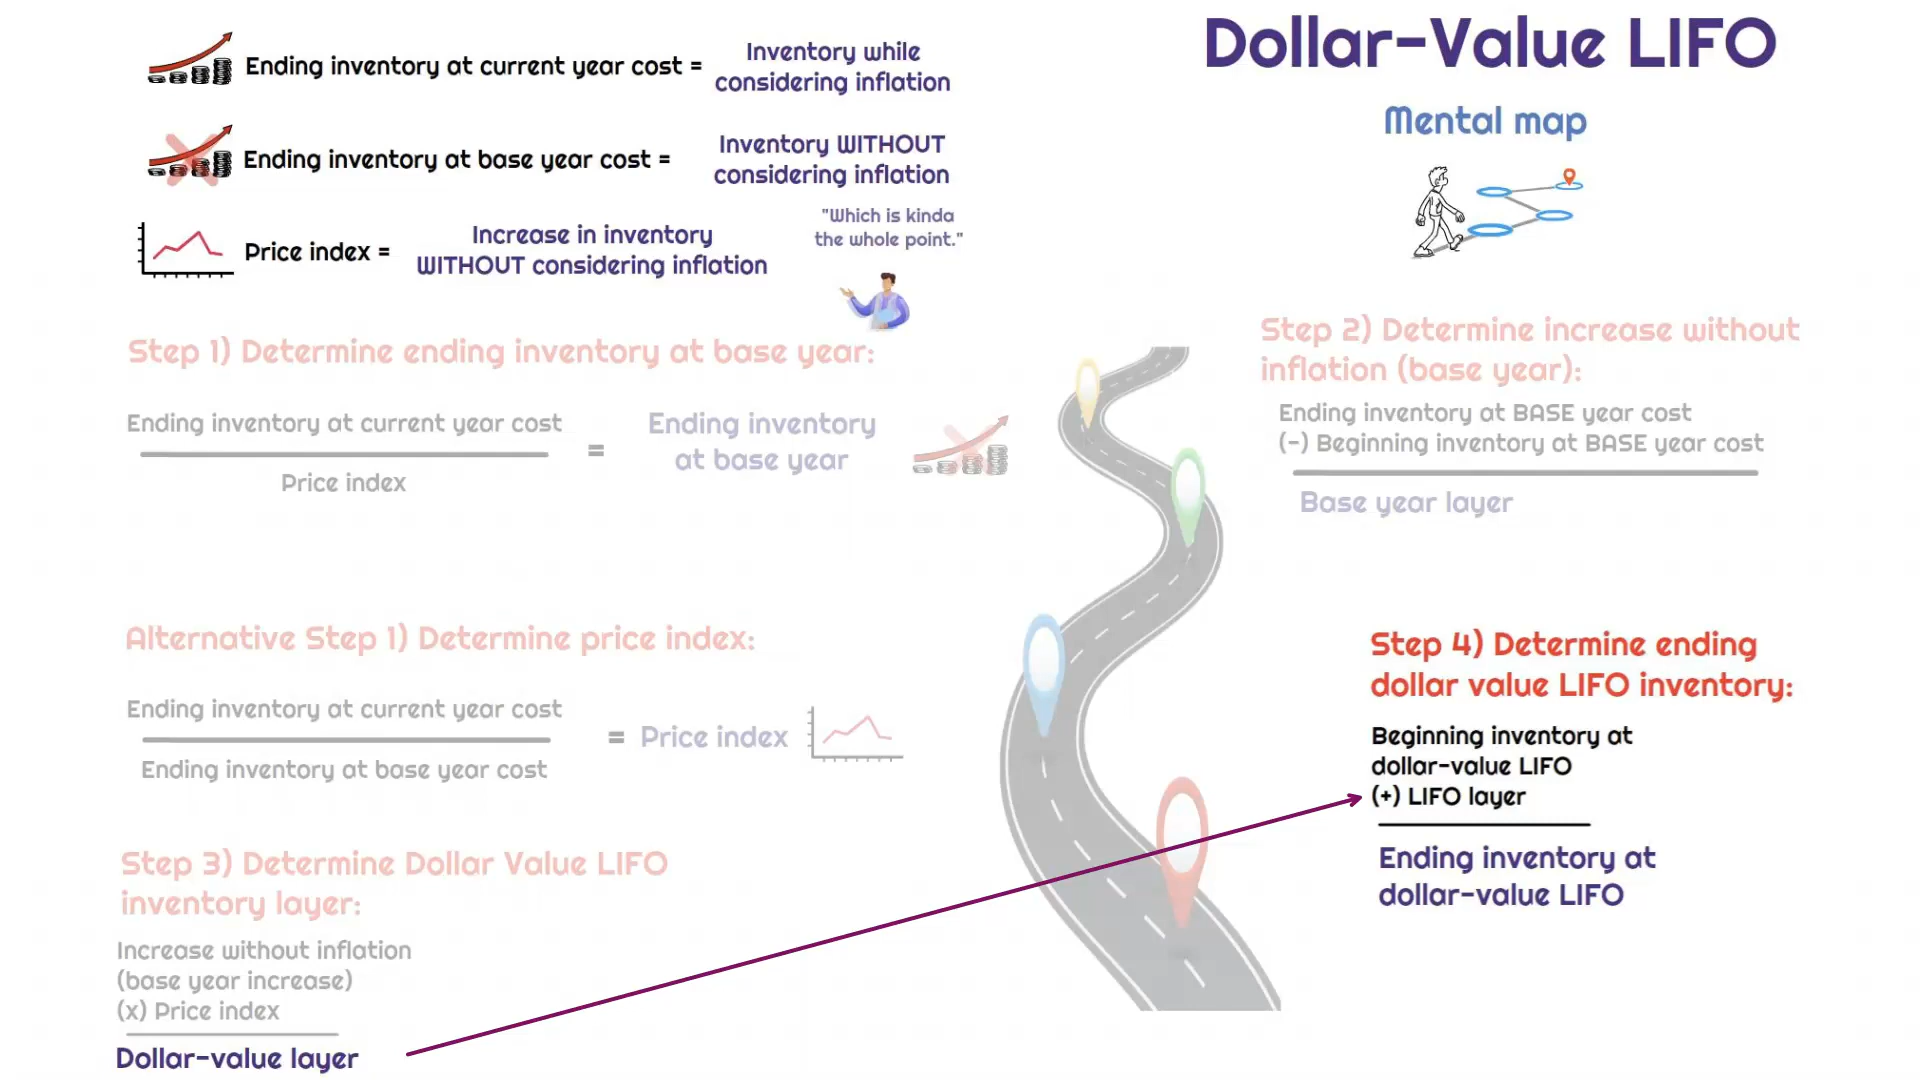 Dollar-Value LIFO
Mental map
Ending inventory at current year cost =
Inventory while
considering inflation
Ending inventory at base year cost =
Inventory WITHOUT
considering inflation
Price index =
Increase in inventory
WITHOUT considering inflation
"Which is kinda
the whole point."
Step 1) Determine ending inventory at base year:
Ending inventory at current year cost
Price index
=
Ending inventory
at base year
Step 2) Determine increase without
inflation (base year):
Ending inventory at BASE year cost
(-) Beginning inventory at BASE year cost
Base year layer
Alternative Step 1) Determine price index:
Ending inventory at current year cost
Ending inventory at base year cost
= Price index
Step 3) Determine Dollar Value LIFO
inventory layer:
Increase without inflation
(base year increase)
(x) Price index
Dollar-value layer
Step 4) Determine ending
dollar value LIFO inventory:
Beginning inventory at
dollar-value LIFO
(+) LIFO layer
Ending inventory at
dollar-value LIFO